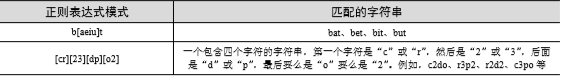 正则表达式模式 匹配的字符串
b[aeiu]t bat、bet、bit、but
[cr][23][dp][o2] 一个包含四个字符的字符串，第一个字符是“c”或“r”，然后是“2”或“3”，后面
是“d”或“p”，最后要么是“o”要么是“2”。例如，c2do、r3p2、r2d2、c3po 等